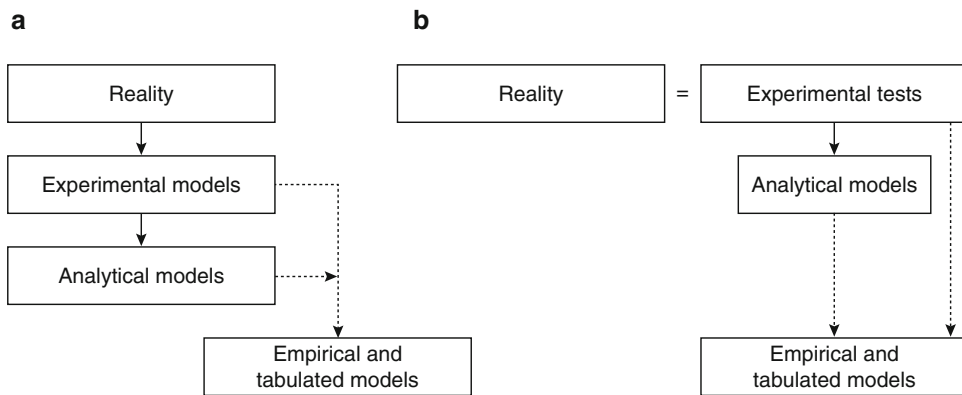 a
Reality
Experimental models
Analytical models
Empirical and
tabulated models
b
Reality
=
Experimental tests
Analytical models
Empirical and
tabulated models